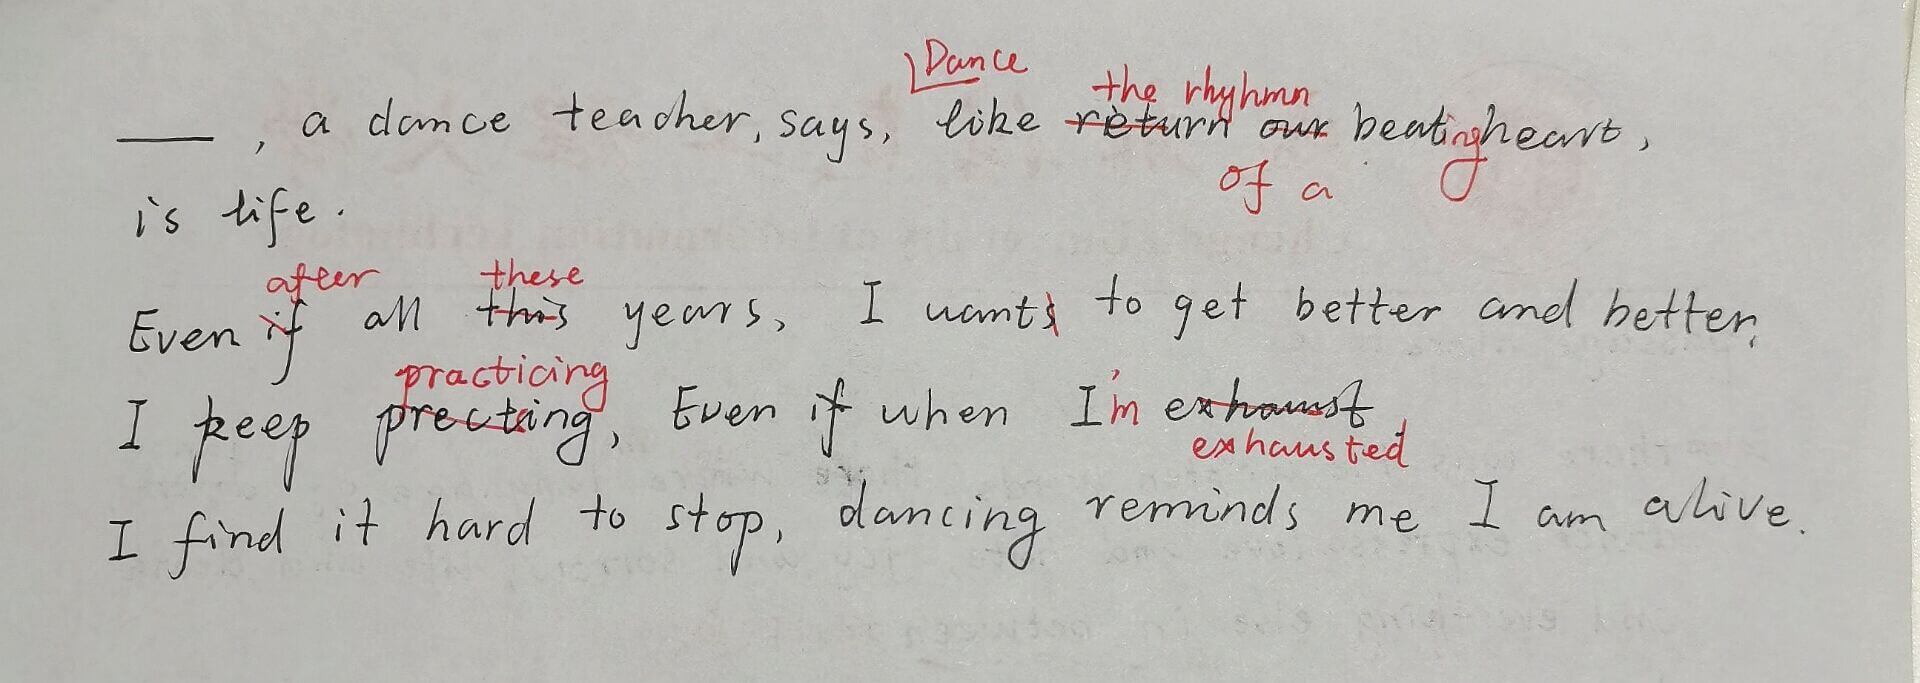 Dance
the rhyhmn
___, a dance teacher, says, like return our beating heart,
of a
is life.
after these
Even if all this years, I wants to get better and better.
practicing
I keep precting, Even if when I'm exhaust
exhausted
I find it hard to stop, dancing reminds me I am alive.